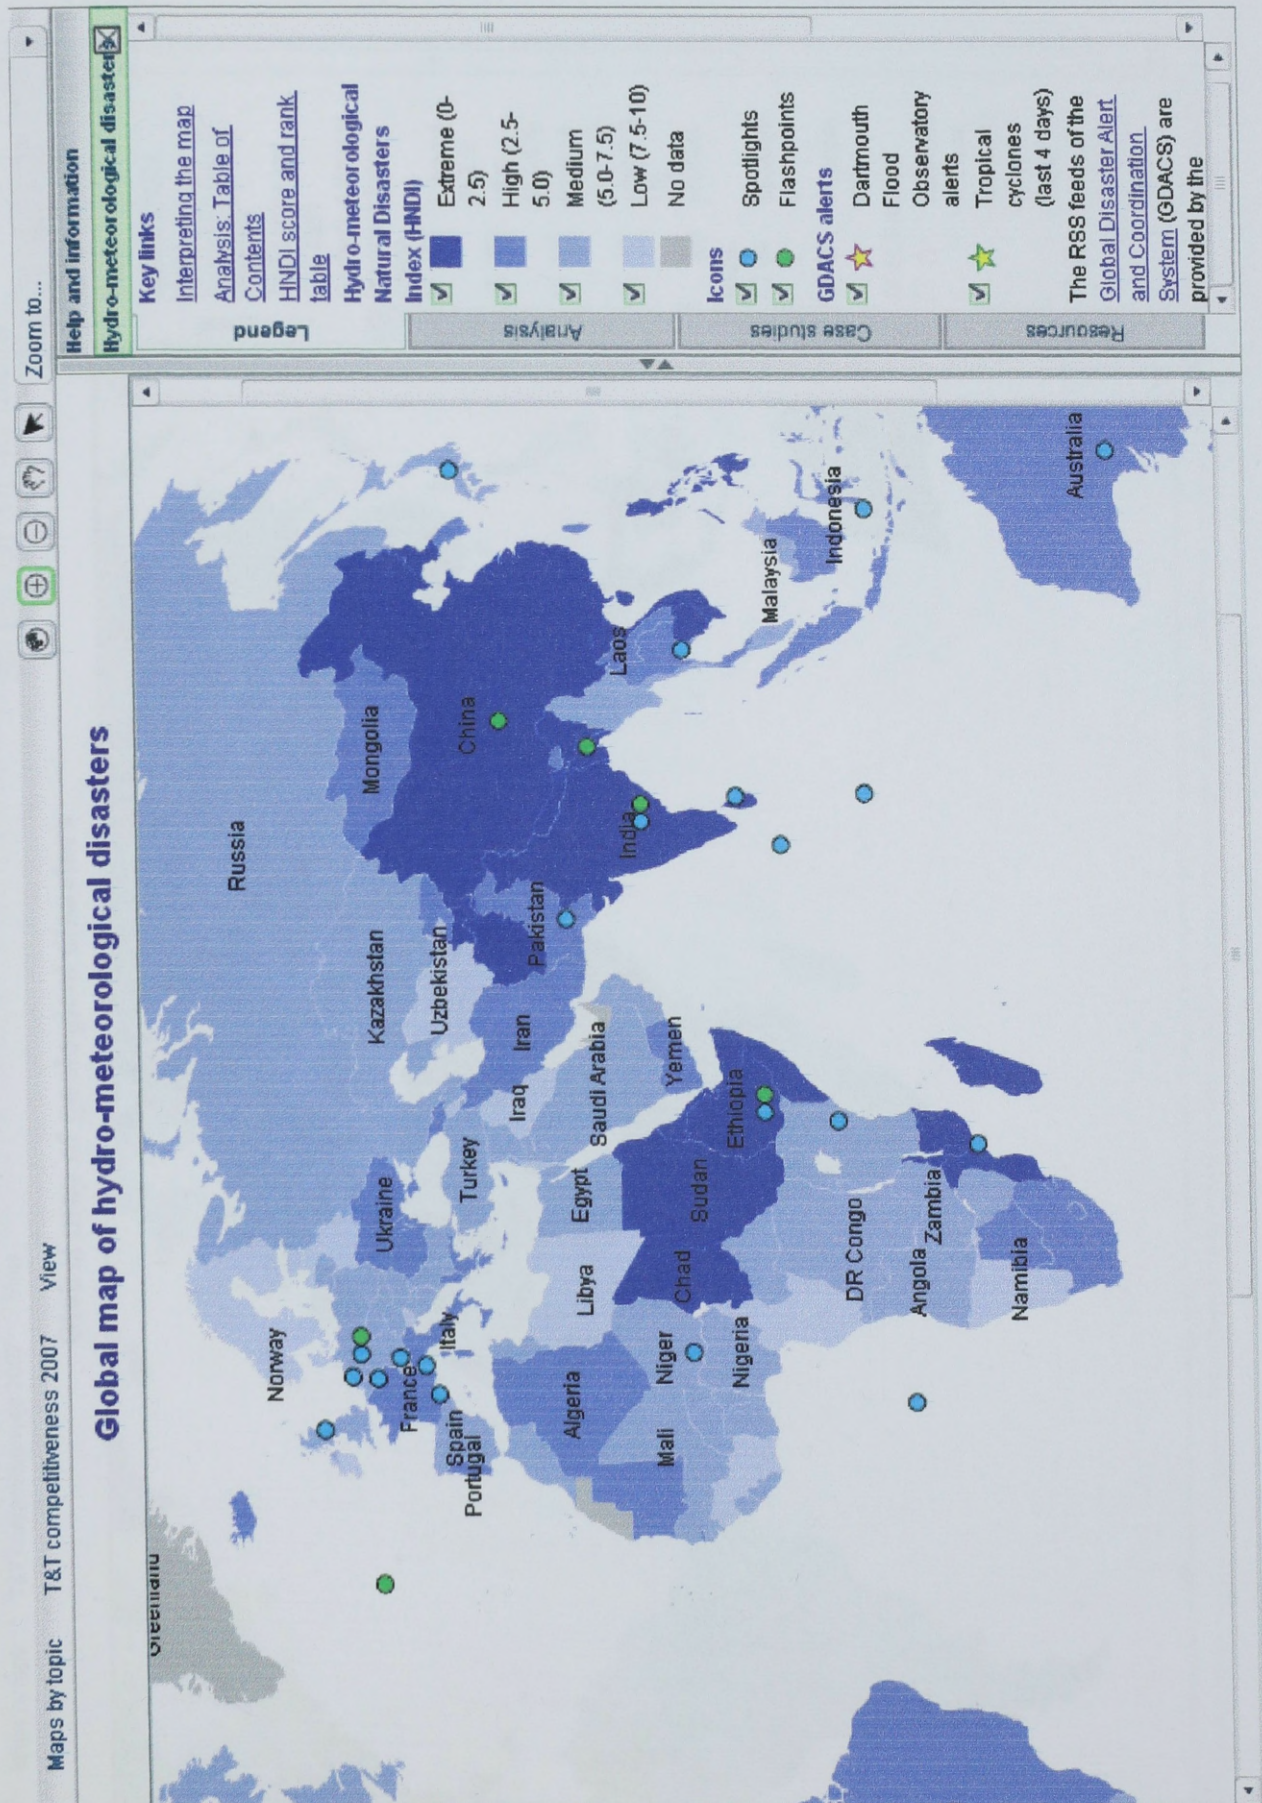 Maps by topic
T&T competitiveness 2007
View
Zoom to...
Global map of hydro-meteorological disasters
Greenland
Norway
Russia
Ukraine
Kazakhstan
Mongolia
France
Italy
Spain
Portugal
Turkey
Uzbekistan
China
Iraq
Iran
Pakistan
Algeria
Libya
Egypt
Saudi Arabia
India
Laos
Mali
Niger
Chad
Sudan
Yemen
Nigeria
Ethiopia
Malaysia
DR Congo
Indonesia
Angola
Zambia
Namibia
Australia
Help and information
Hydro-meteorological disasters
Legend
Analysis
Case studies
Resources
Key links
Interpreting the map
Analysis: Table of
Contents
HNDI score and rank
table
Hydro-meteorological
Natural Disasters
Index (HNDI)
Extreme (0-
2.5)
High (2.5-
5.0)
Medium
(5.0-7.5)
Low (7.5-10)
No data
Icons
Spotlights
Flashpoints
GDACS alerts
Dartmouth
Flood
Observatory
alerts
Tropical
cyclones
(last 4 days)
The RSS feeds of the
Global Disaster Alert
and Coordination
System (GDACS) are
provided by the